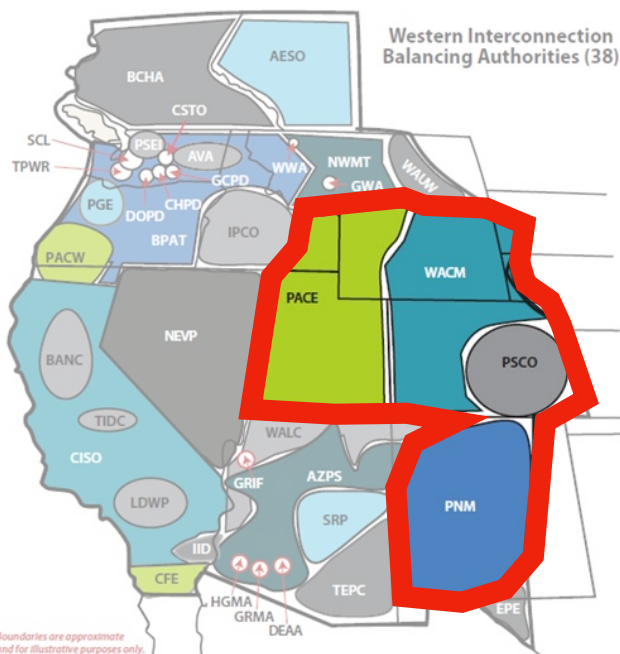 Western Interconnection
Balancing Authorities (38)
AESO
BCHA
CSTO
SCL
PSEI
AVA
TPWR
WWA
NWMT
GWA
WAUW
GCPD
CHPD
DOPD
PGE
BPAT
IPCO
PACW
PACE
WACM
NEVP
PSCO
BANC
TIDC
CISO
WALC
GRIF
AZPS
LDWP
SRP
PNM
IID
CFE
HGMA
GRMA
DEAA
TEPC
EPE
Boundaries are approximate
and for illustrative purposes only.